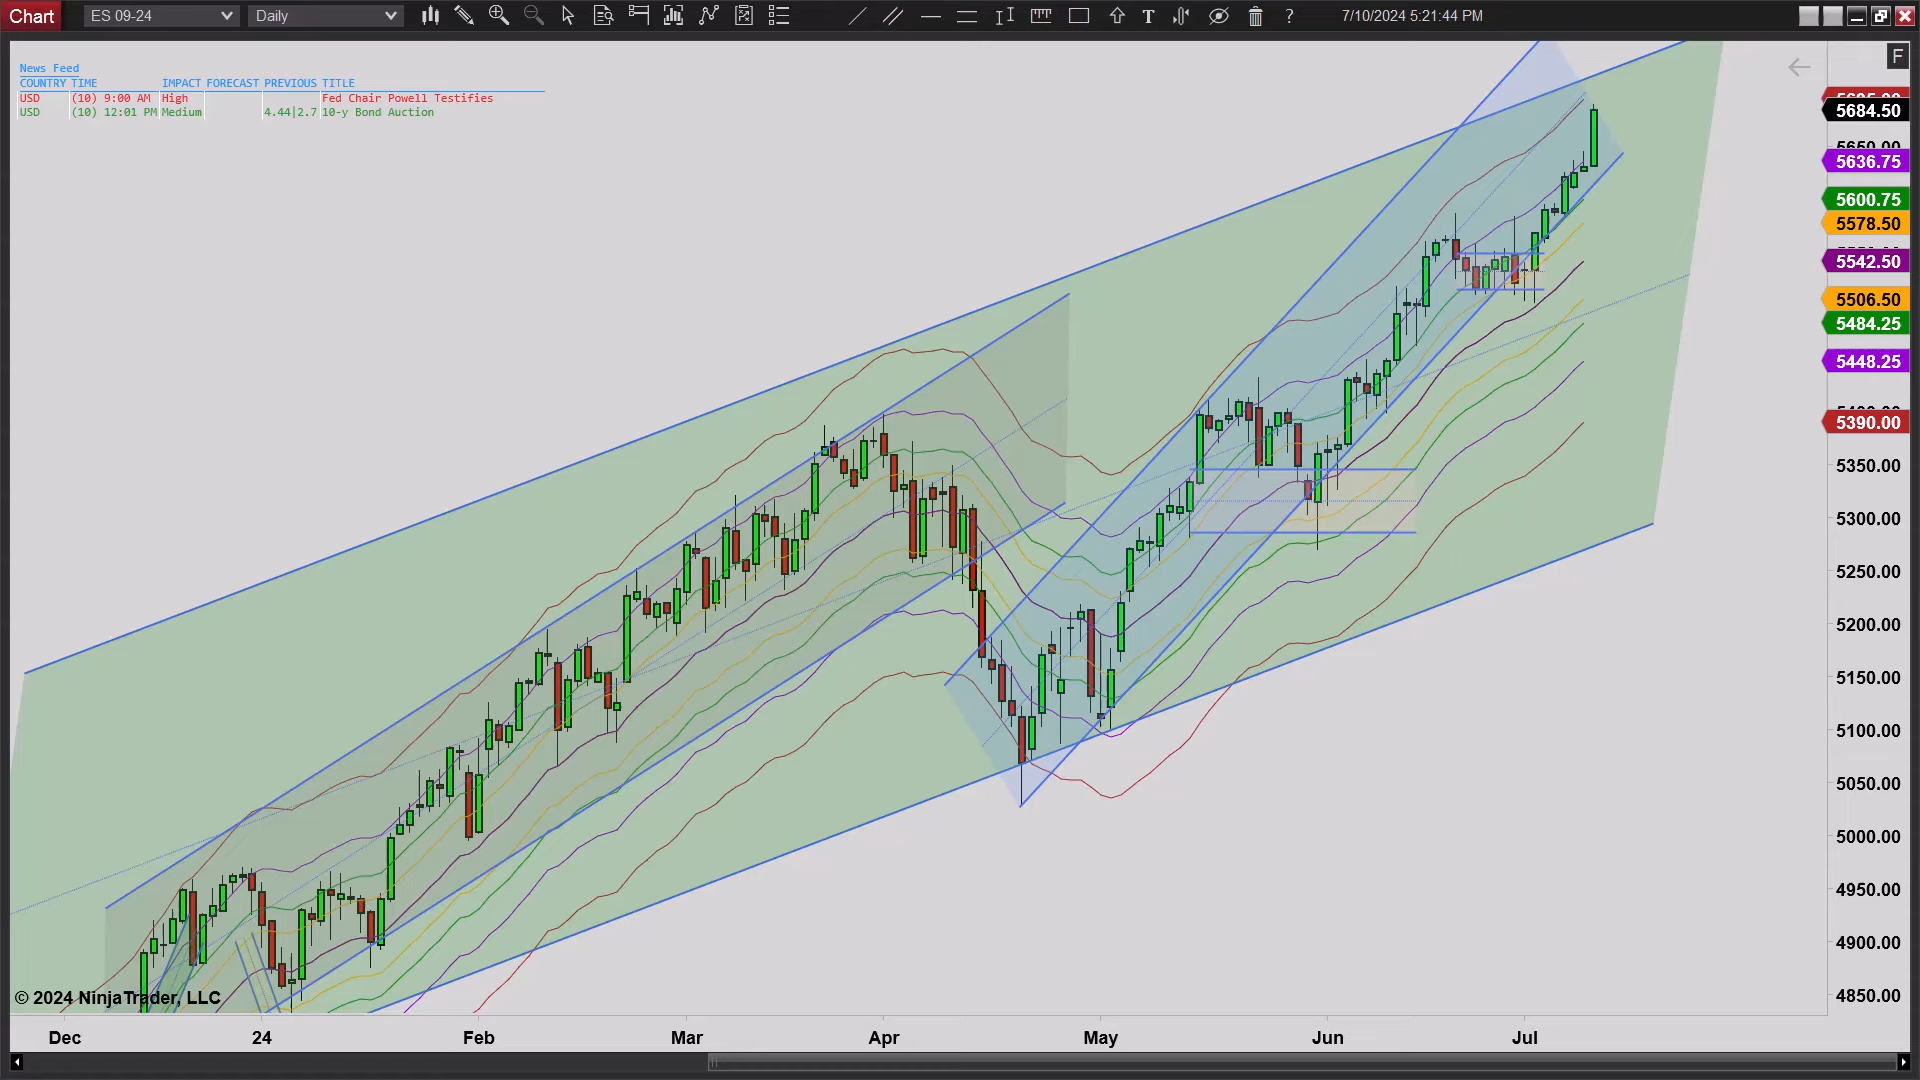 Chart ES 09-24 Daily T ? 7/10/2024 5:21:44 PM
F
News Feed
COUNTRY TIME IMPACT FORECAST PREVIOUS TITLE
USD (10) 9:00 AM High Fed Chair Powell Testifies
USD (10) 12:01 PM Medium 4.44|2.7 10-y Bond Auction
5684.50
5636.75
5600.75
5578.50
5542.50
5506.50
5484.25
5448.25
5390.00
5350.00
5300.00
5250.00
5200.00
5150.00
5100.00
5050.00
5000.00
4950.00
4900.00
4850.00
© 2024 NinjaTrader, LLC
Dec 24 Feb Mar Apr May Jun Jul